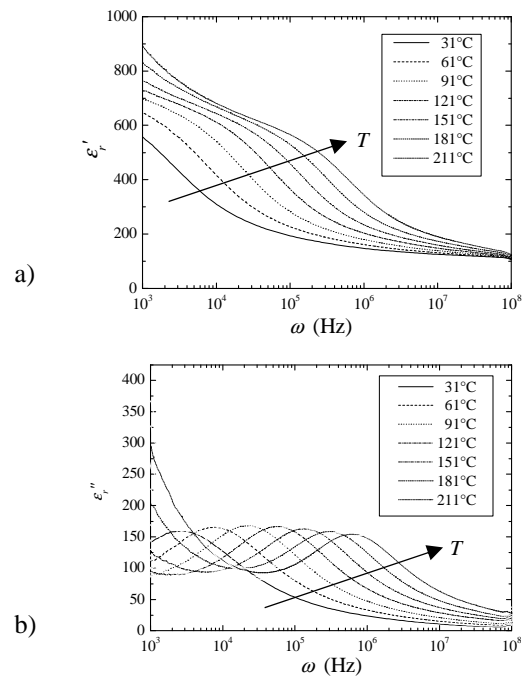 1000
800
600
400
200
0
εr'
31°C
61°C
91°C
121°C
151°C
181°C
211°C
T
10³ 10⁴ 10⁵ 10⁶ 10⁷ 10⁸
ω (Hz)
a)
400
350
300
250
200
150
100
50
0
εr''
31°C
61°C
91°C
121°C
151°C
181°C
211°C
T
10³ 10⁴ 10⁵ 10⁶ 10⁷ 10⁸
ω (Hz)
b)